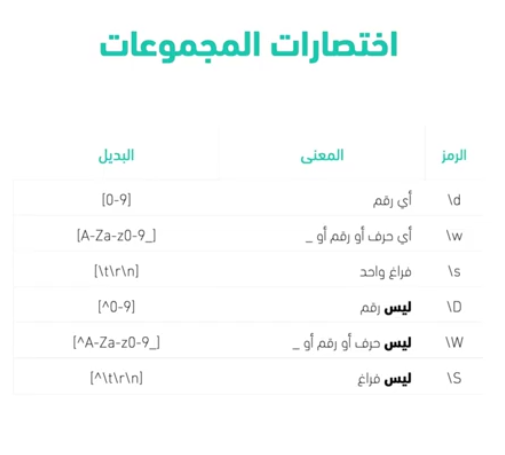 اختصارات المجموعات
الرمز المعنى البديل
\d أي رقم [0-9]
\w أي حرف أو رقم أو _ [A-Za-z0-9_]
\s فراغ واحد [\t\r\n]
\D ليس رقم [^0-9]
\W ليس حرف أو رقم أو _ [^A-Za-z0-9_]
\S ليس فراغ [^\t\r\n]